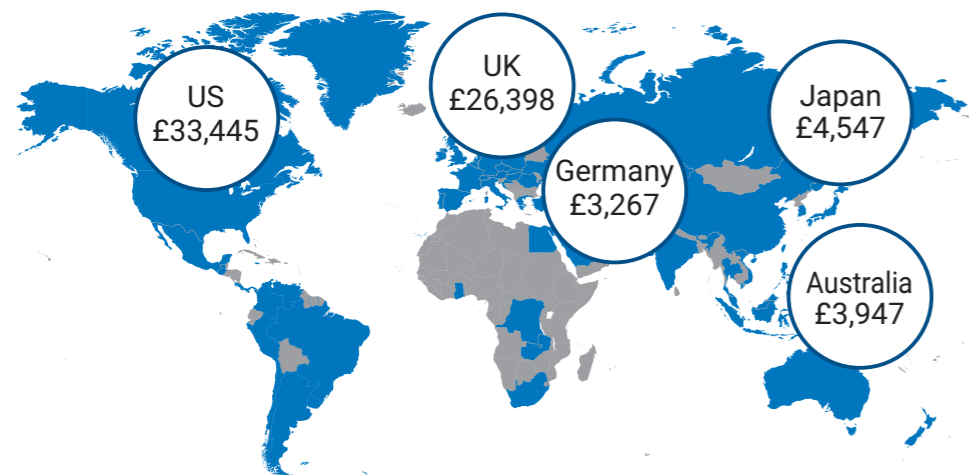 US
£33,445
UK
£26,398
Japan
£4,547
Germany
£3,267
Australia
£3,947